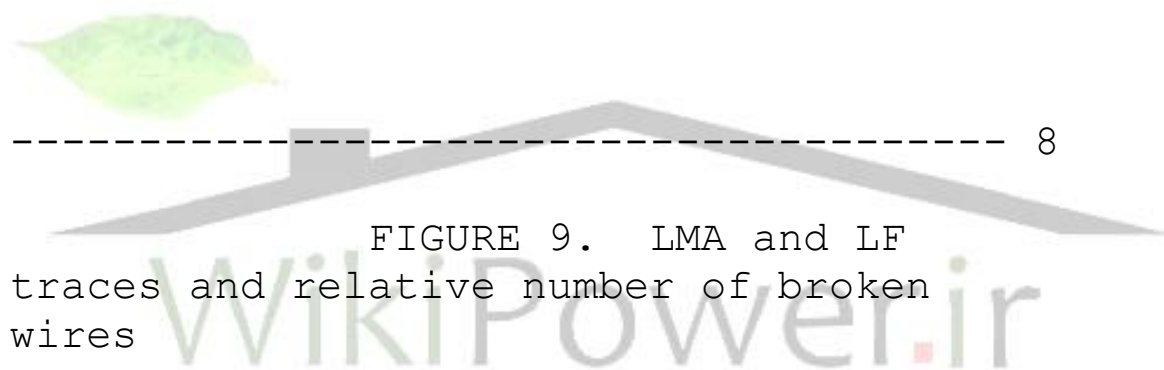 --------------------------------------- 8
FIGURE 9. LMA and LF
traces and relative number of broken
wires
WikiPower.ir